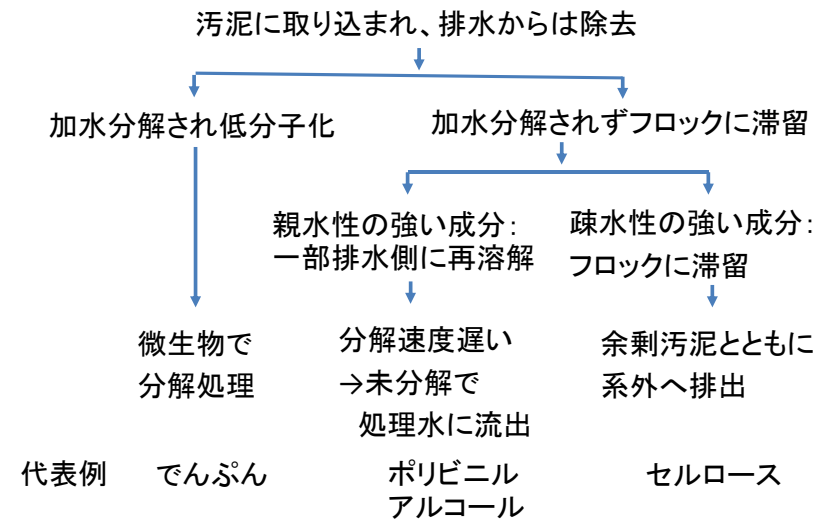 汚泥に取り込まれ、排水からは除去
加水分解され低分子化
加水分解されずフロックに滞留
親水性の強い成分:
一部排水側に再溶解
疎水性の強い成分:
フロックに滞留
微生物で
分解処理
分解速度遅い
→未分解で
処理水に流出
余剰汚泥とともに
系外へ排出
代表例
でんぷん
ポリビニル
アルコール
セルロース